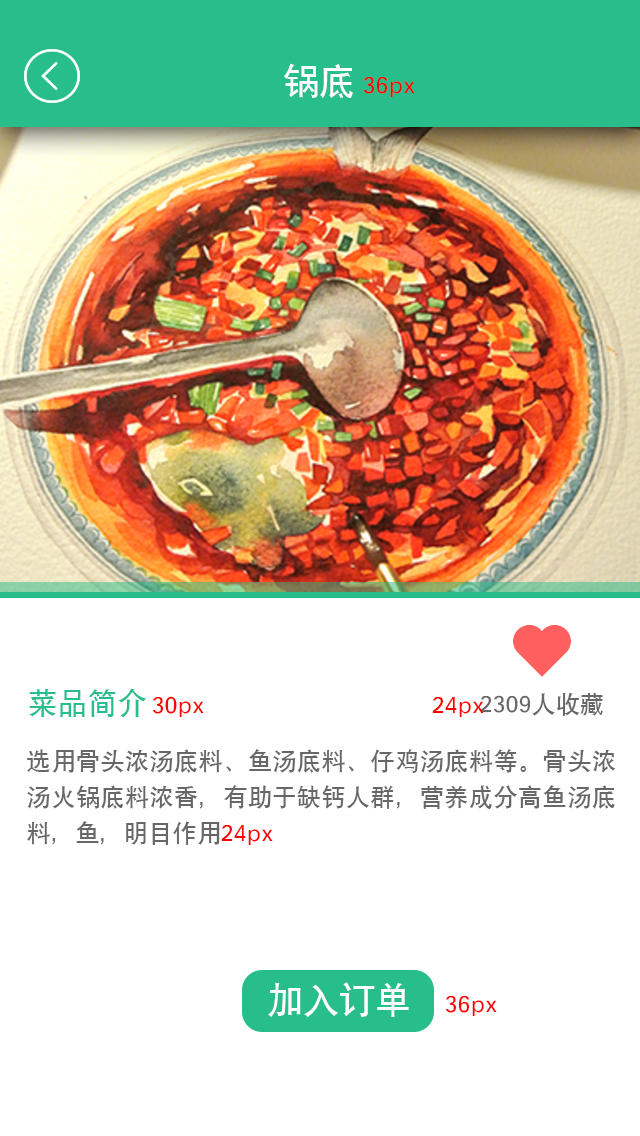 锅底 36px
菜品简介 30px 24px 2309人收藏
选用骨头浓汤底料、鱼汤底料、仔鸡汤底料等。骨头浓
汤火锅底料浓香，有助于缺钙人群，营养成分高鱼汤底
料，鱼，明目作用24px
加入订单 36px